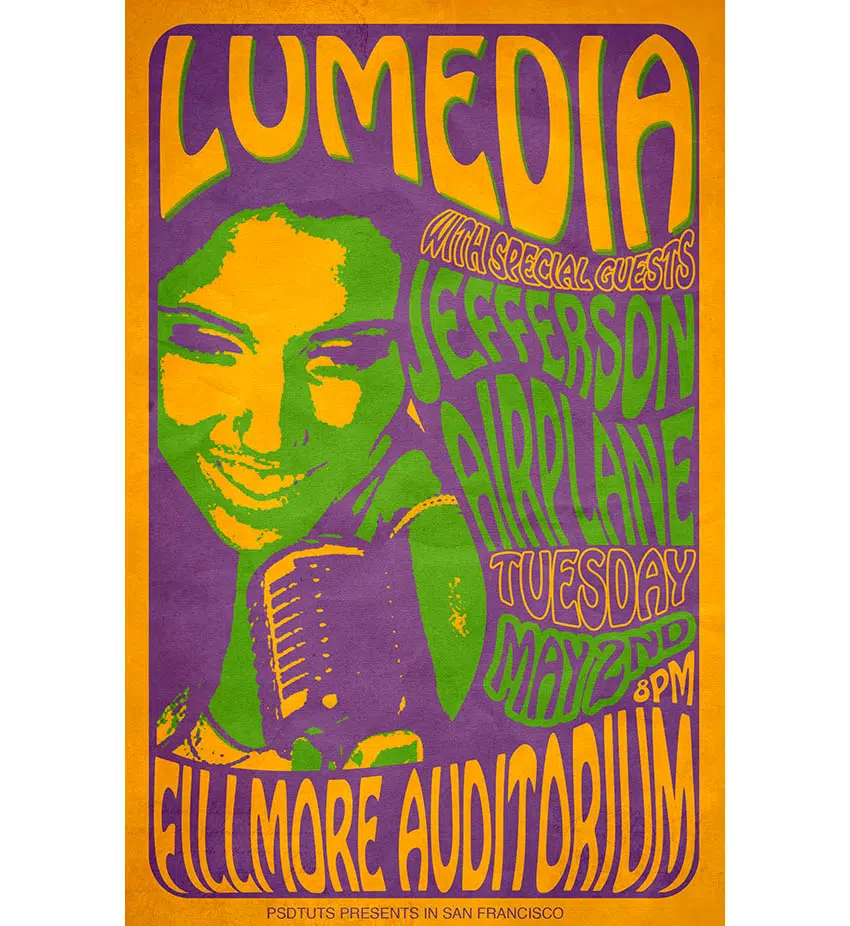 LUMEDIA
WITH SPECIAL GUESTS
JEFFERSON
AIRPLANE
TUESDAY
MAY 2ND
8PM
FILLMORE AUDITORIUM
PSDTUTS PRESENTS IN SAN FRANCISCO